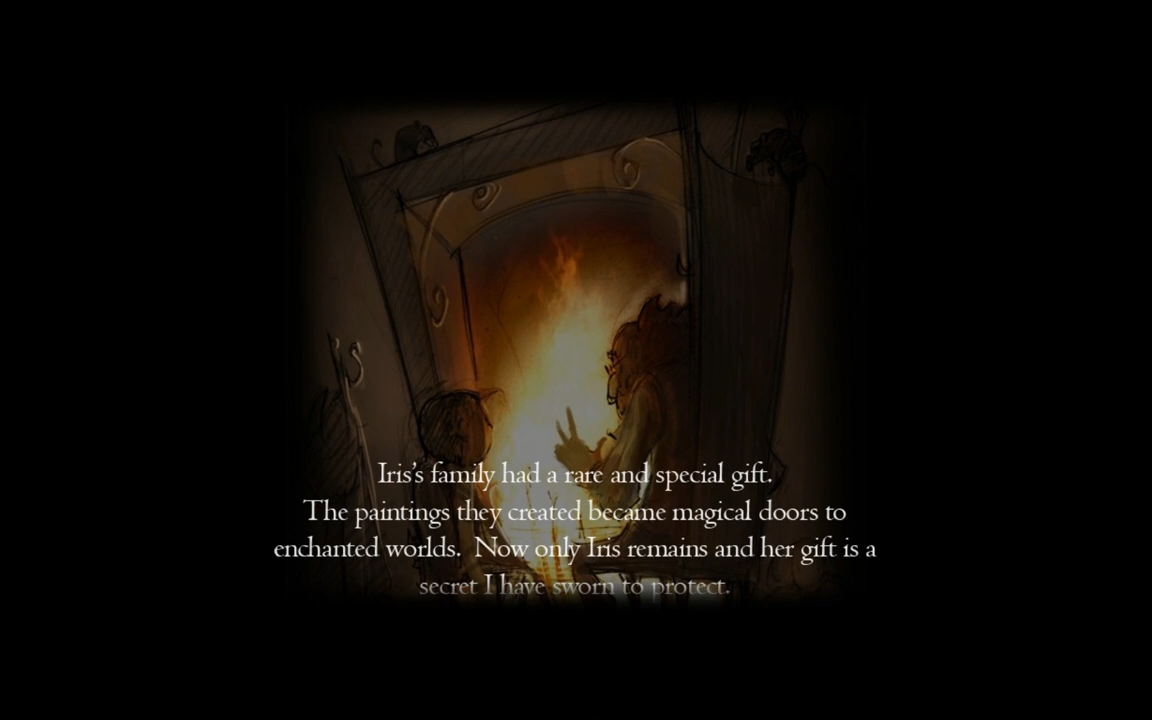 Iris's family had a rare and special gift.
The paintings they created became magical doors to
enchanted worlds.  Now only Iris remains and her gift is a
secret I have sworn to protect.